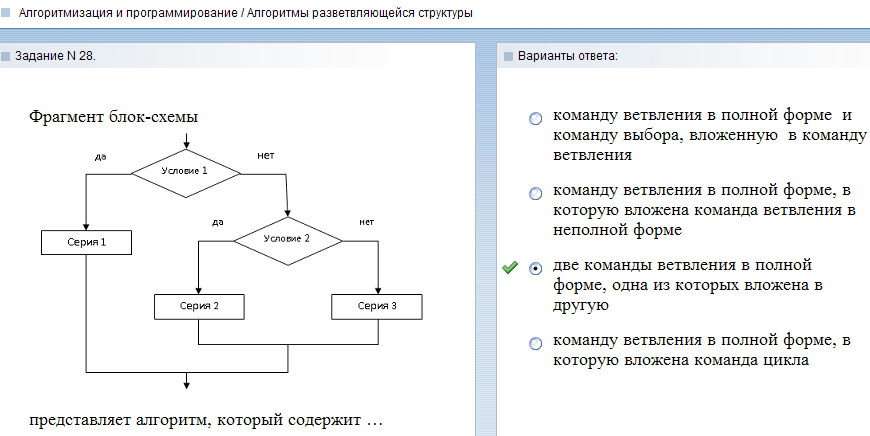 Алгоритмизация и программирование / Алгоритмы разветвляющейся структуры
Задание N 28.
Фрагмент блок-схемы
да
нет
Условие 1
Серия 1
да
нет
Условие 2
Серия 2
Серия 3
представляет алгоритм, который содержит …
Варианты ответа:
команду ветвления в полной форме и
команду выбора, вложенную в команду
ветвления
команду ветвления в полной форме, в
которую вложена команда ветвления в
неполной форме
две команды ветвления в полной
форме, одна из которых вложена в
другую
команду ветвления в полной форме, в
которую вложена команда цикла